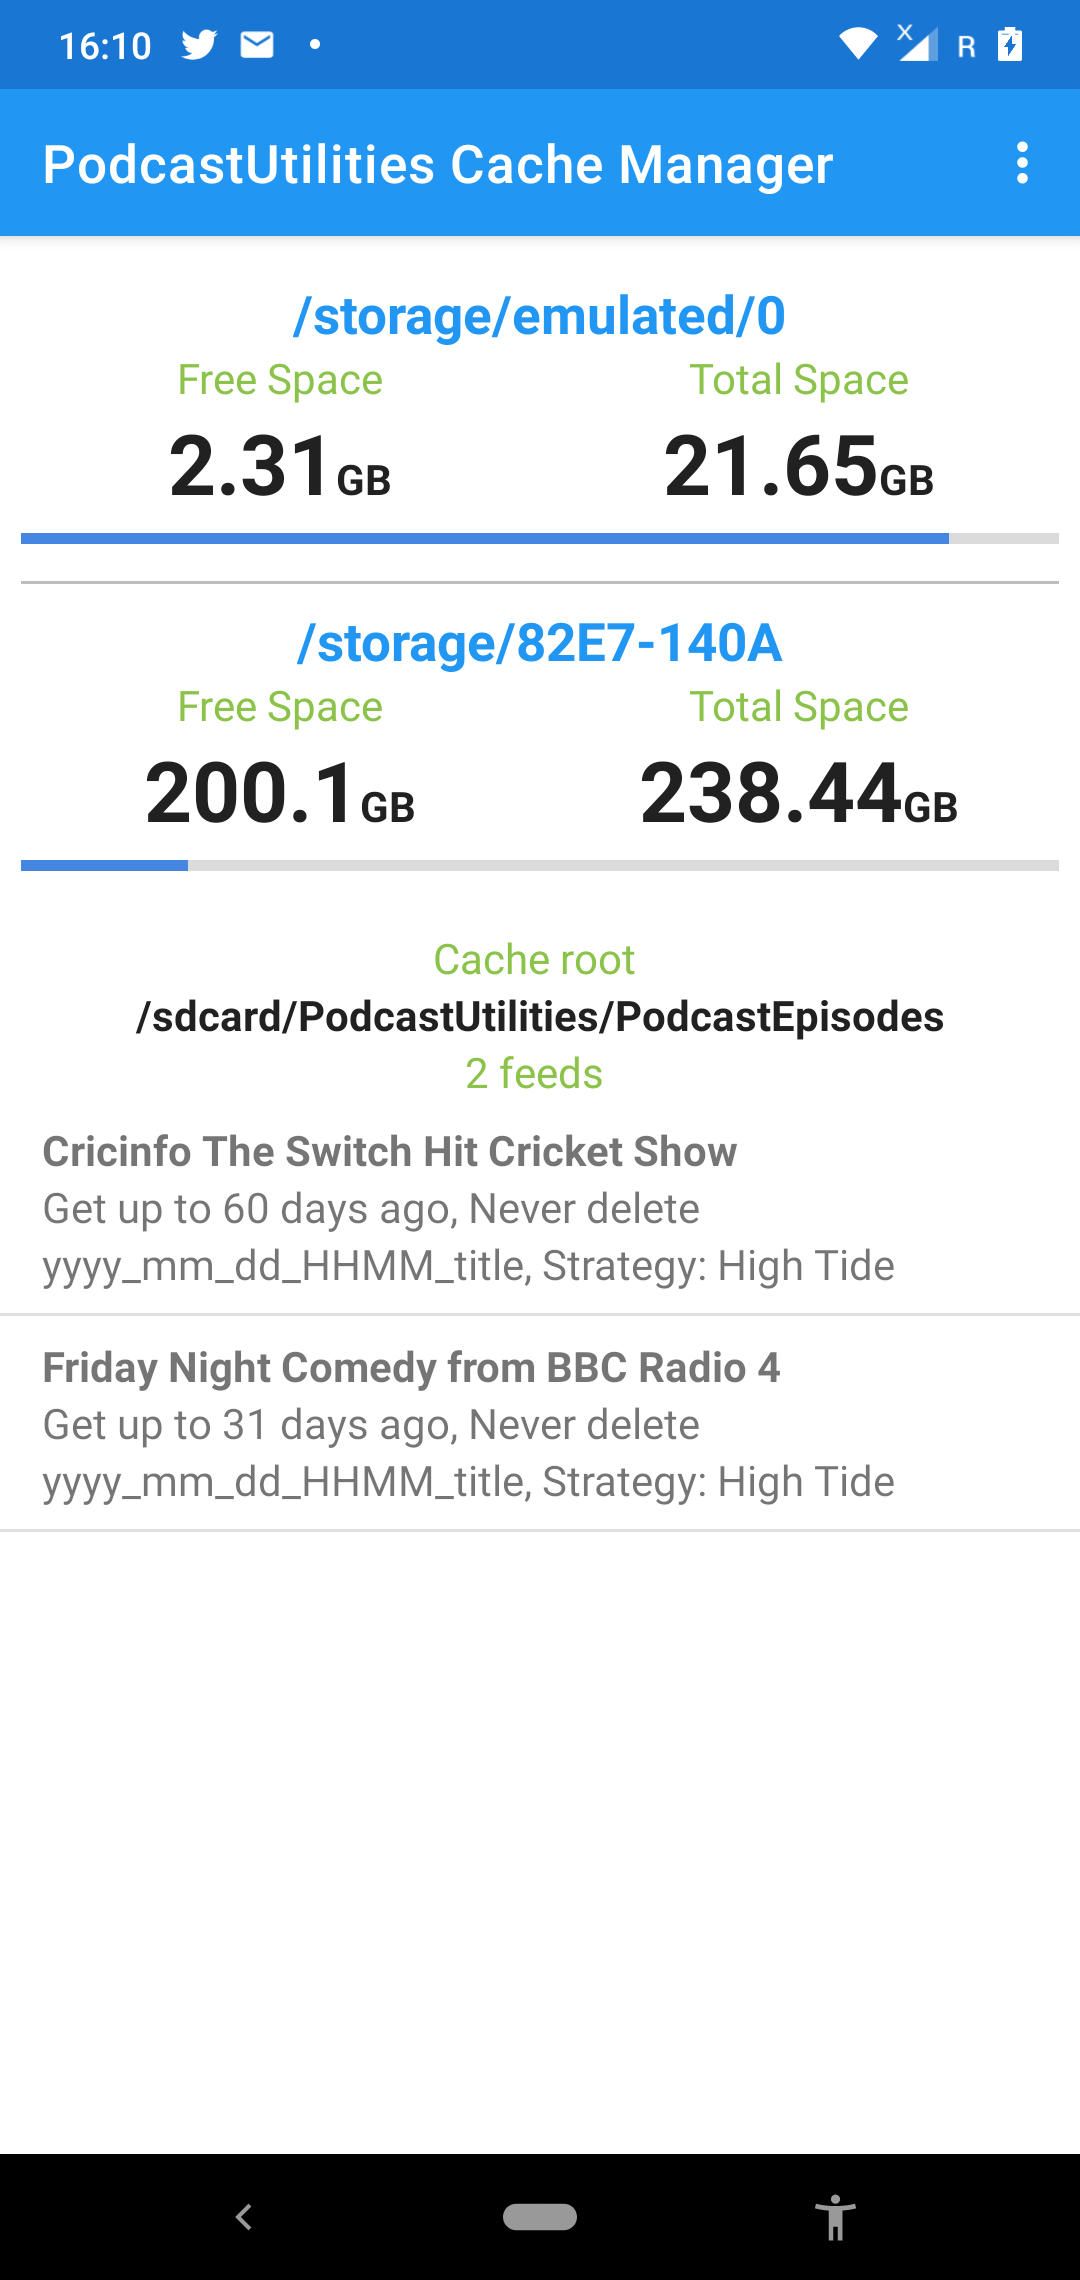 16:10
R
PodcastUtilities Cache Manager
/storage/emulated/0
Free Space Total Space
2.31GB 21.65GB
/storage/82E7-140A
Free Space Total Space
200.1GB 238.44GB
Cache root
/sdcard/PodcastUtilities/PodcastEpisodes
2 feeds
Cricinfo The Switch Hit Cricket Show
Get up to 60 days ago, Never delete
yyyy_mm_dd_HHMM_title, Strategy: High Tide
Friday Night Comedy from BBC Radio 4
Get up to 31 days ago, Never delete
yyyy_mm_dd_HHMM_title, Strategy: High Tide